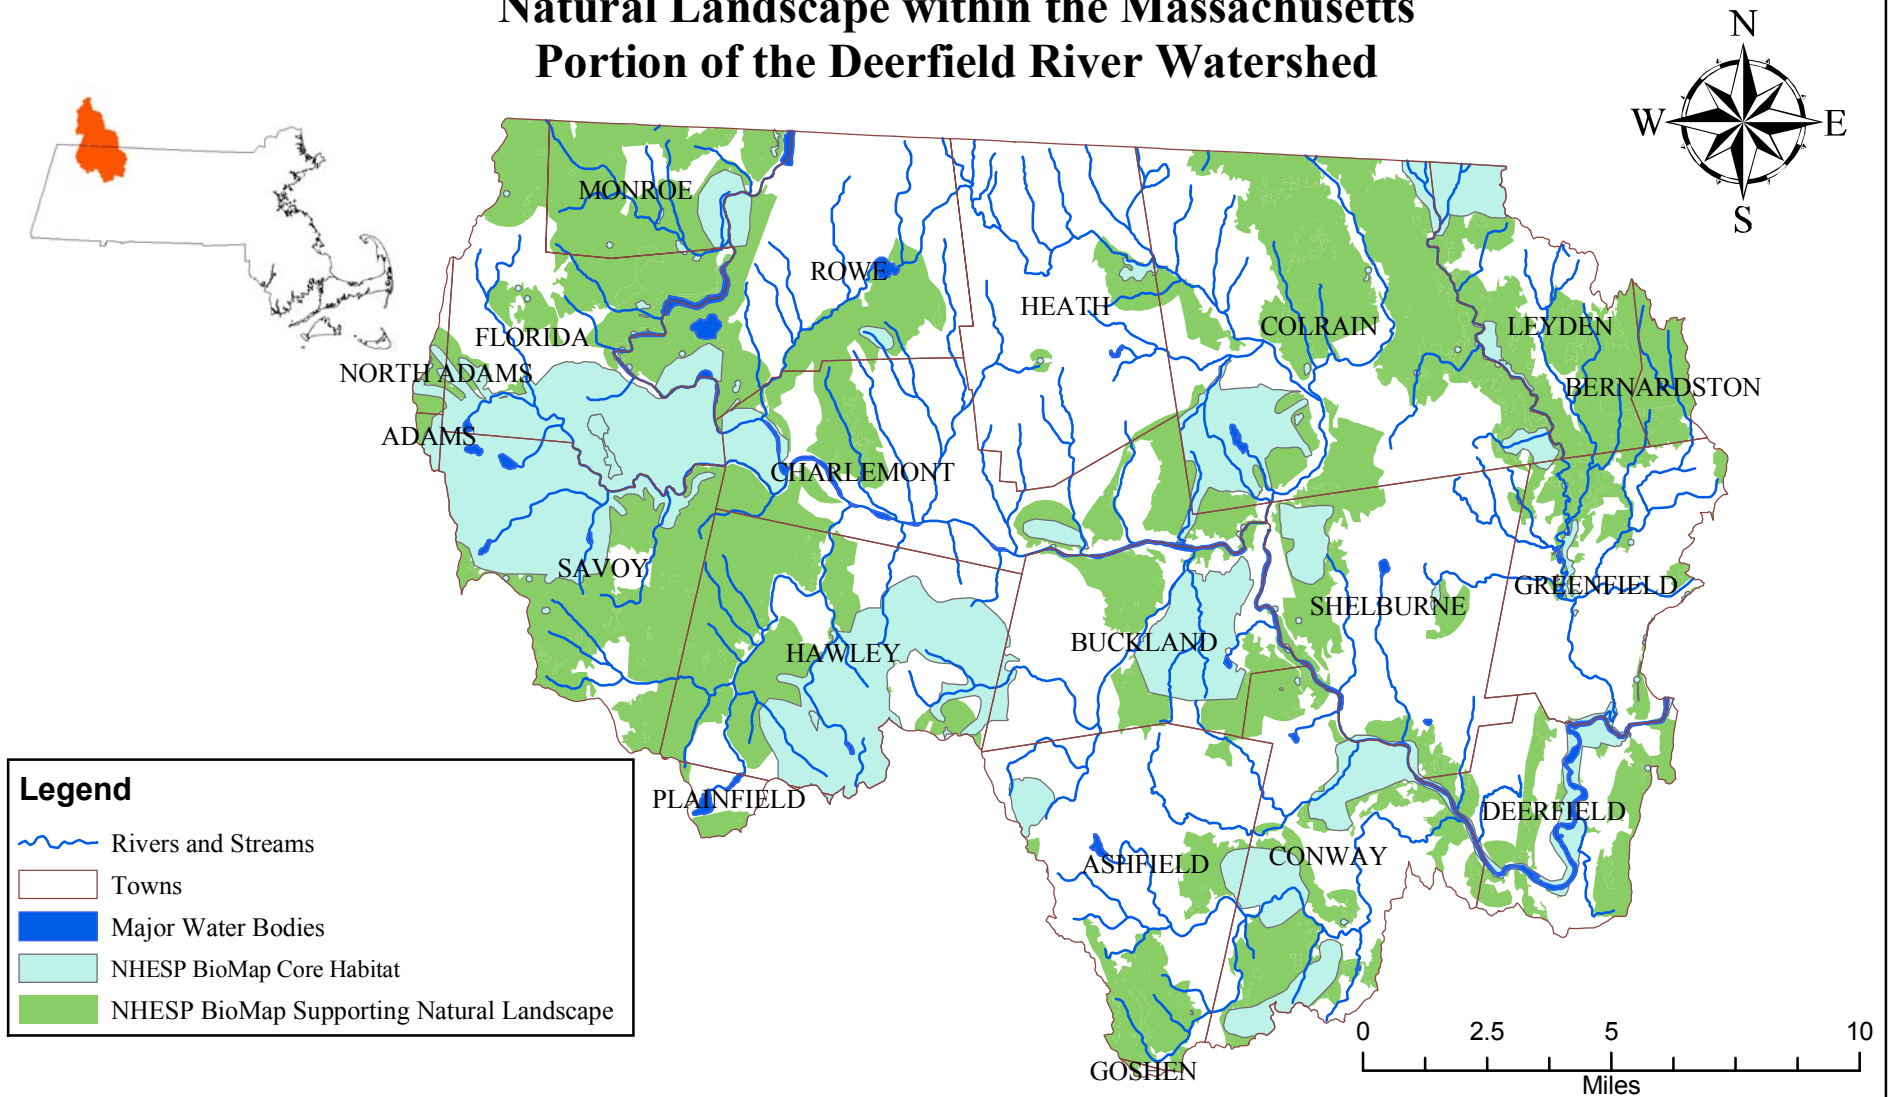 Natural Landscape within the Massachusetts
Portion of the Deerfield River Watershed
N
W
E
S
MONROE
ROWE
HEATH
COLRAIN
LEYDEN
FLORIDA
NORTH ADAMS
BERNARDSTON
ADAMS
CHARLEMONT
SAVOY
GREENFIELD
SHELBURNE
BUCKLAND
HAWLEY
PLAINFIELD
DEERFIELD
ASHFIELD
CONWAY
GOSHEN
Legend
Rivers and Streams
Towns
Major Water Bodies
NHESP BioMap Core Habitat
NHESP BioMap Supporting Natural Landscape
0 2.5 5 10
Miles